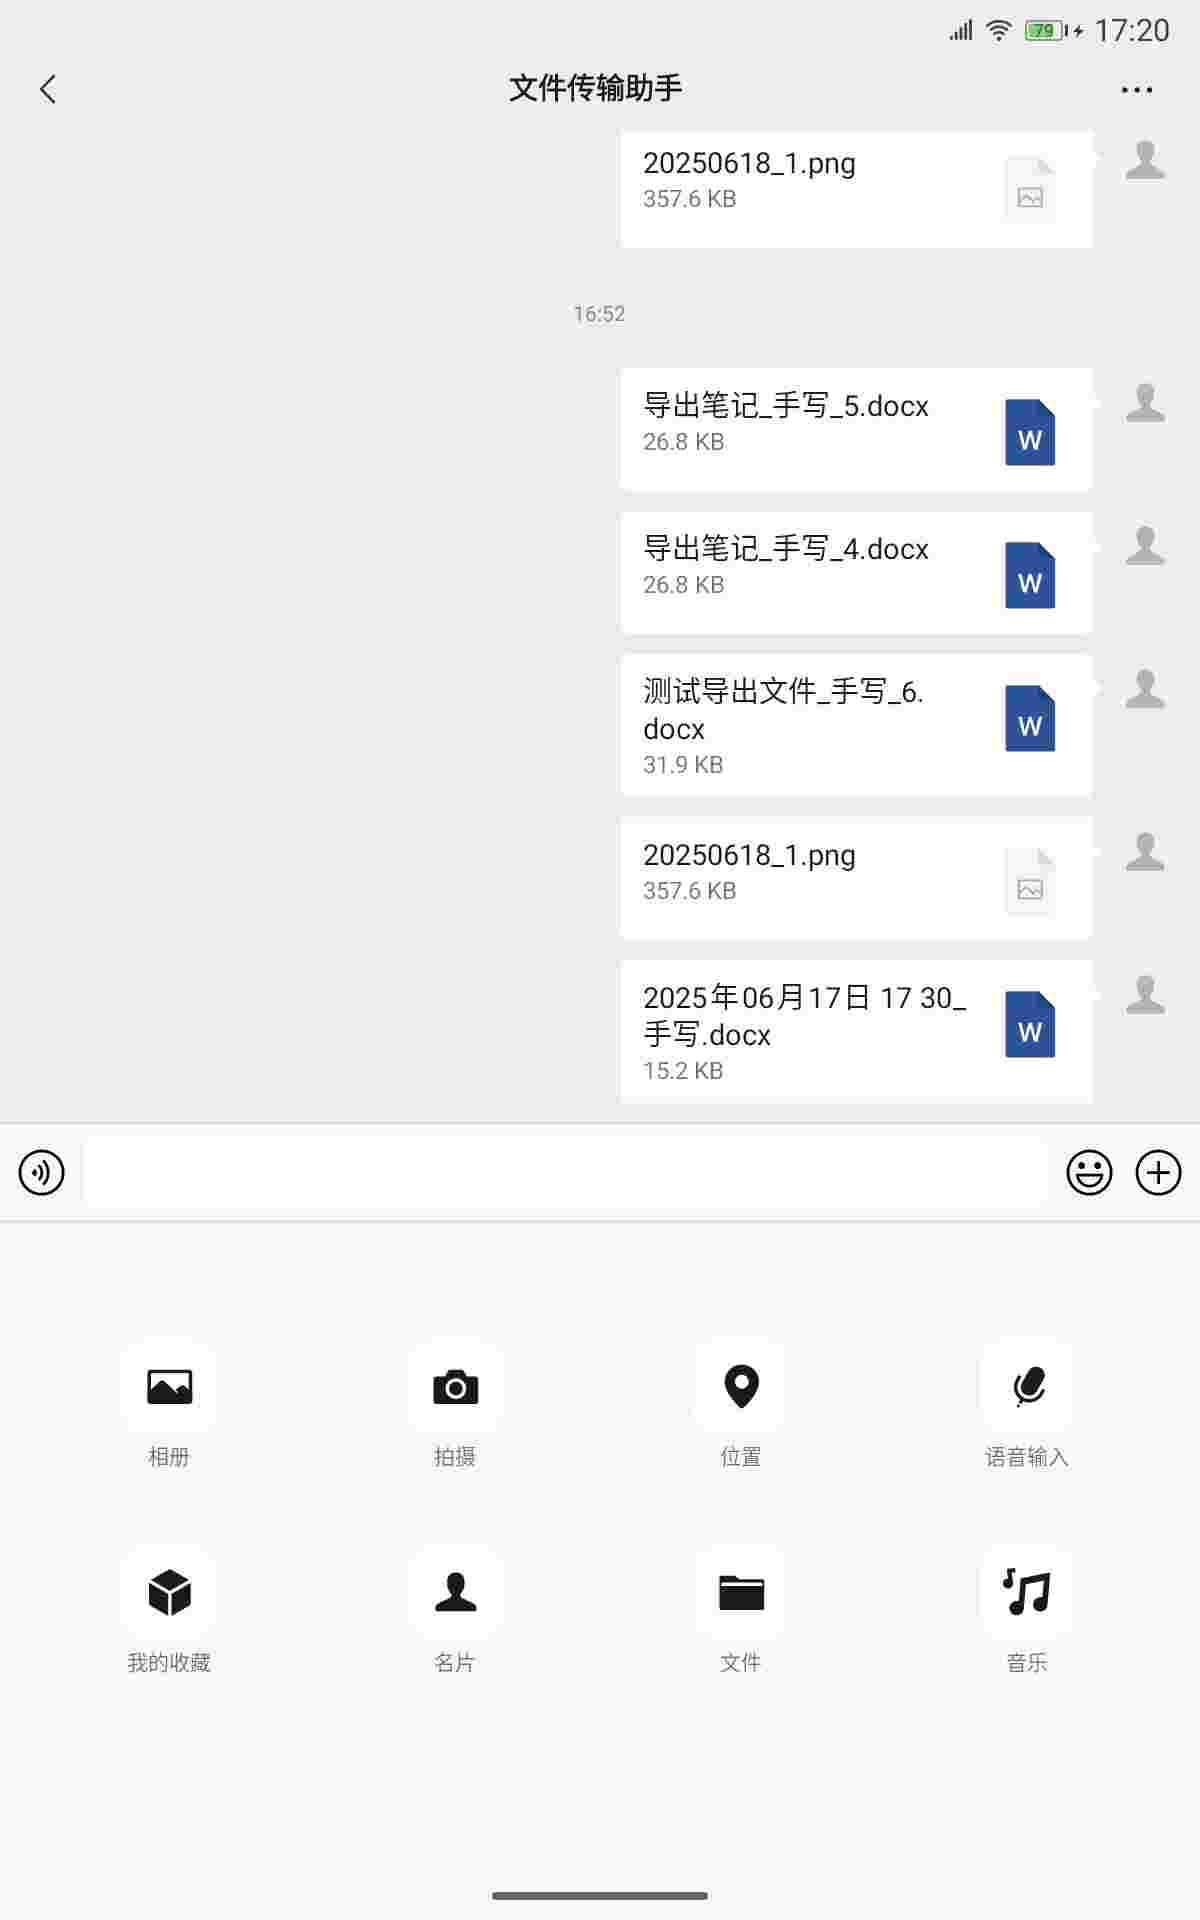 79 17:20
文件传输助手
20250618_1.png
357.6 KB
16:52
导出笔记_手写_5.docx
26.8 KB
W
导出笔记_手写_4.docx
26.8 KB
W
测试导出文件_手写_6.
docx
31.9 KB
W
20250618_1.png
357.6 KB
2025年06月17日 17 30_
手写.docx
15.2 KB
W
相册 拍摄 位置 语音输入
我的收藏 名片 文件 音乐